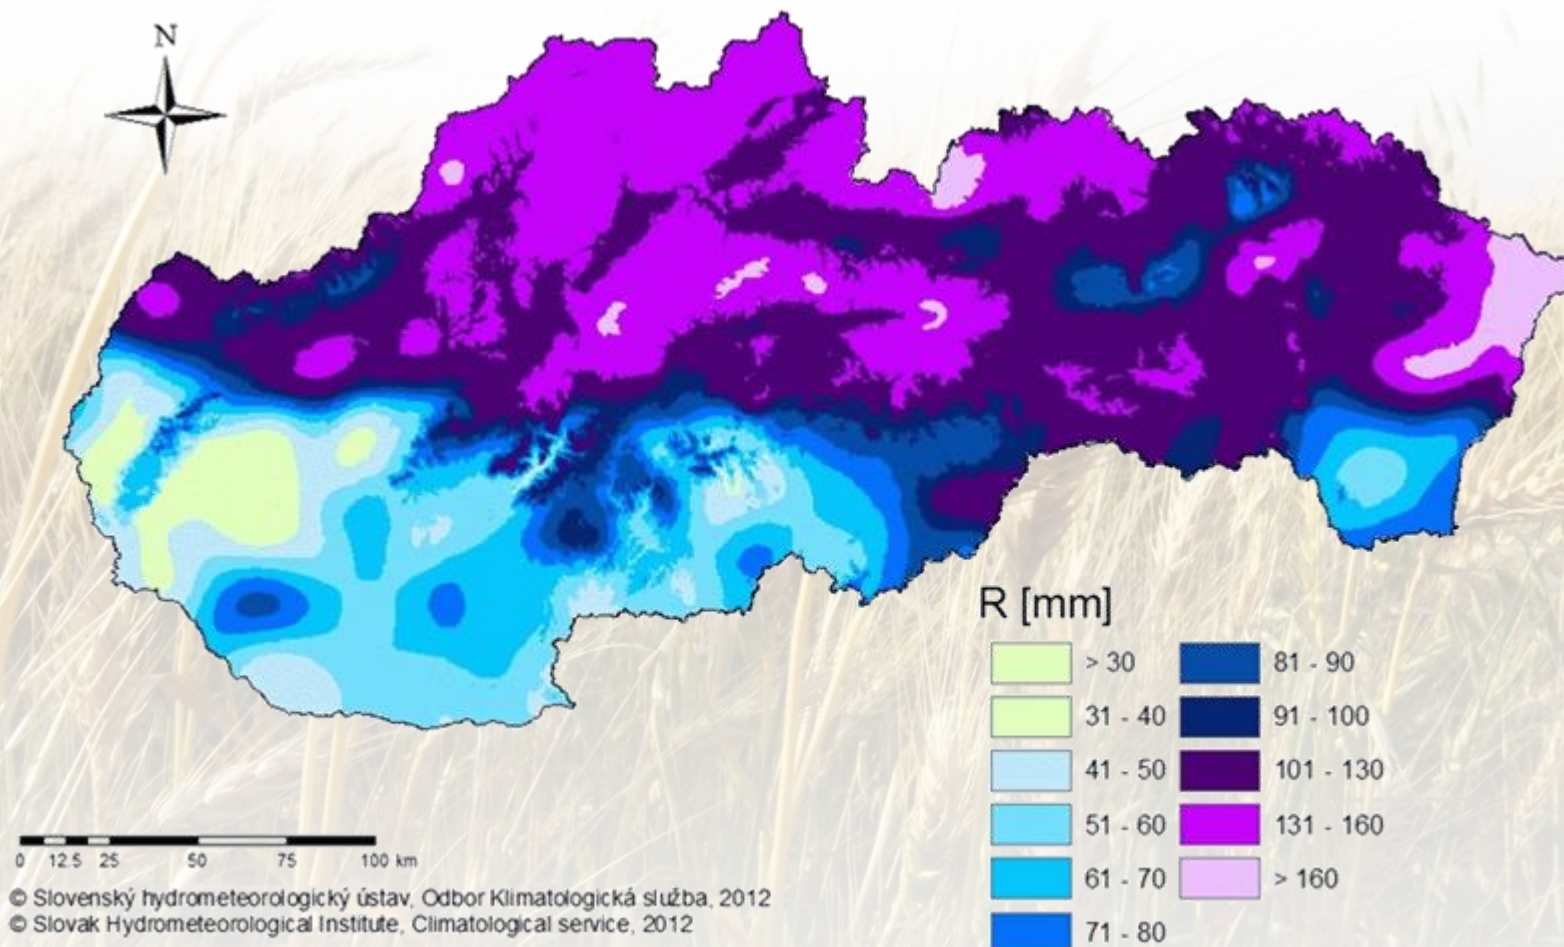 N
R [mm]
> 30
31 - 40
41 - 50
51 - 60
61 - 70
71 - 80
81 - 90
91 - 100
101 - 130
131 - 160
> 160
0 12.5 25 50 75 100 km
© Slovenský hydrometeorologický ústav, Odbor Klimatologická služba, 2012
© Slovak Hydrometeorological Institute, Climatological service, 2012